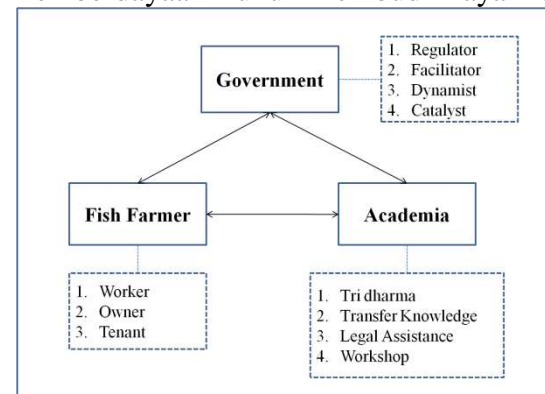 1. Regulator
2. Facilitator
3. Dynamist
4. Catalyst
Government
Fish Farmer
Academia
1. Worker
2. Owner
3. Tenant
1. Tri dharma
2. Transfer Knowledge
3. Legal Assistance
4. Workshop